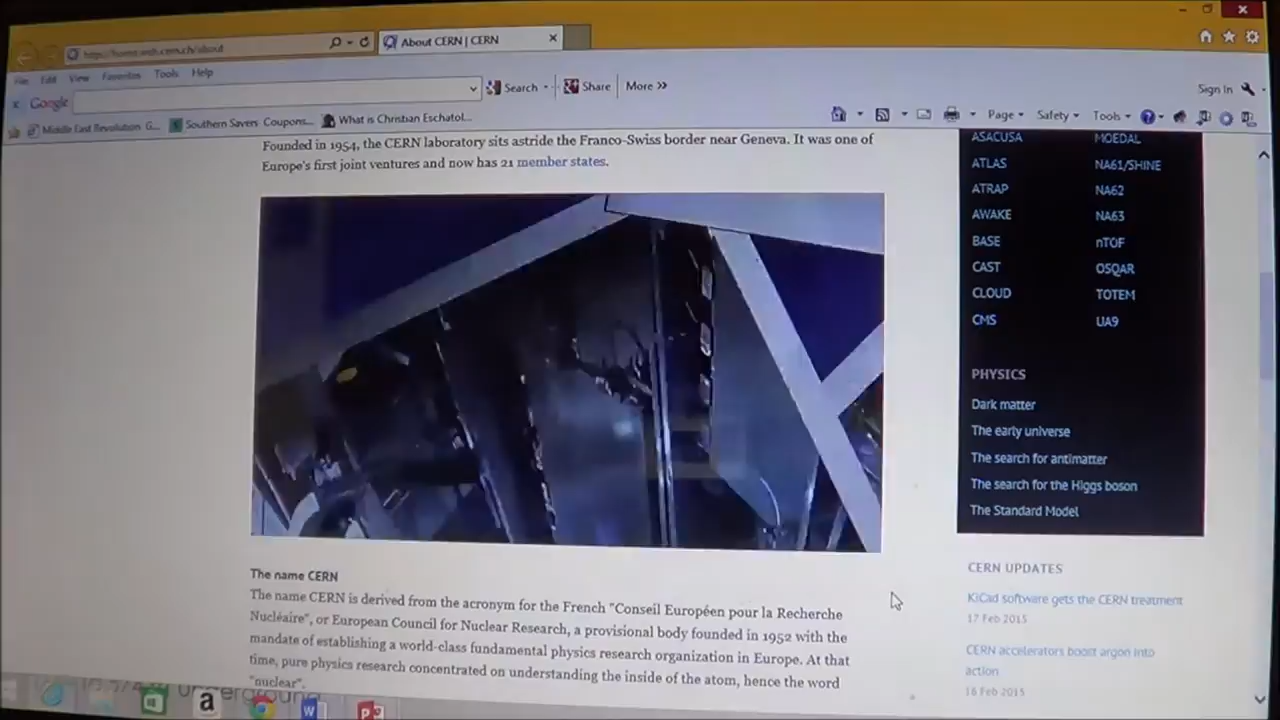 http://home.web.cern.ch/about
About CERN | CERN
File Edit View Favorites Tools Help
x Google
Search
Share
More >>
Sign In
Middle East Revolution G...
Southern Savers Coupons...
What is Christian Eschatol...
Page
Safety
Tools
Founded in 1954, the CERN laboratory sits astride the Franco-Swiss border near Geneva. It was one of
Europe's first joint ventures and now has 21 member states.
ASACUSA MOEDAL
ATLAS NA61/SHINE
ATRAP NA62
AWAKE NA63
BASE nTOF
CAST OSQAR
CLOUD TOTEM
CMS UA9
PHYSICS
Dark matter
The early universe
The search for antimatter
The search for the Higgs boson
The Standard Model
The name CERN
The name CERN is derived from the acronym for the French "Conseil Européen pour la Recherche
Nucléaire", or European Council for Nuclear Research, a provisional body founded in 1952 with the
mandate of establishing a world-class fundamental physics research organization in Europe. At that
time, pure physics research concentrated on understanding the inside of the atom, hence the word
"nuclear".
CERN UPDATES
KiCad software gets the CERN treatment
17 Feb 2015
CERN accelerators boost argon into
action
16 Feb 2015
underground